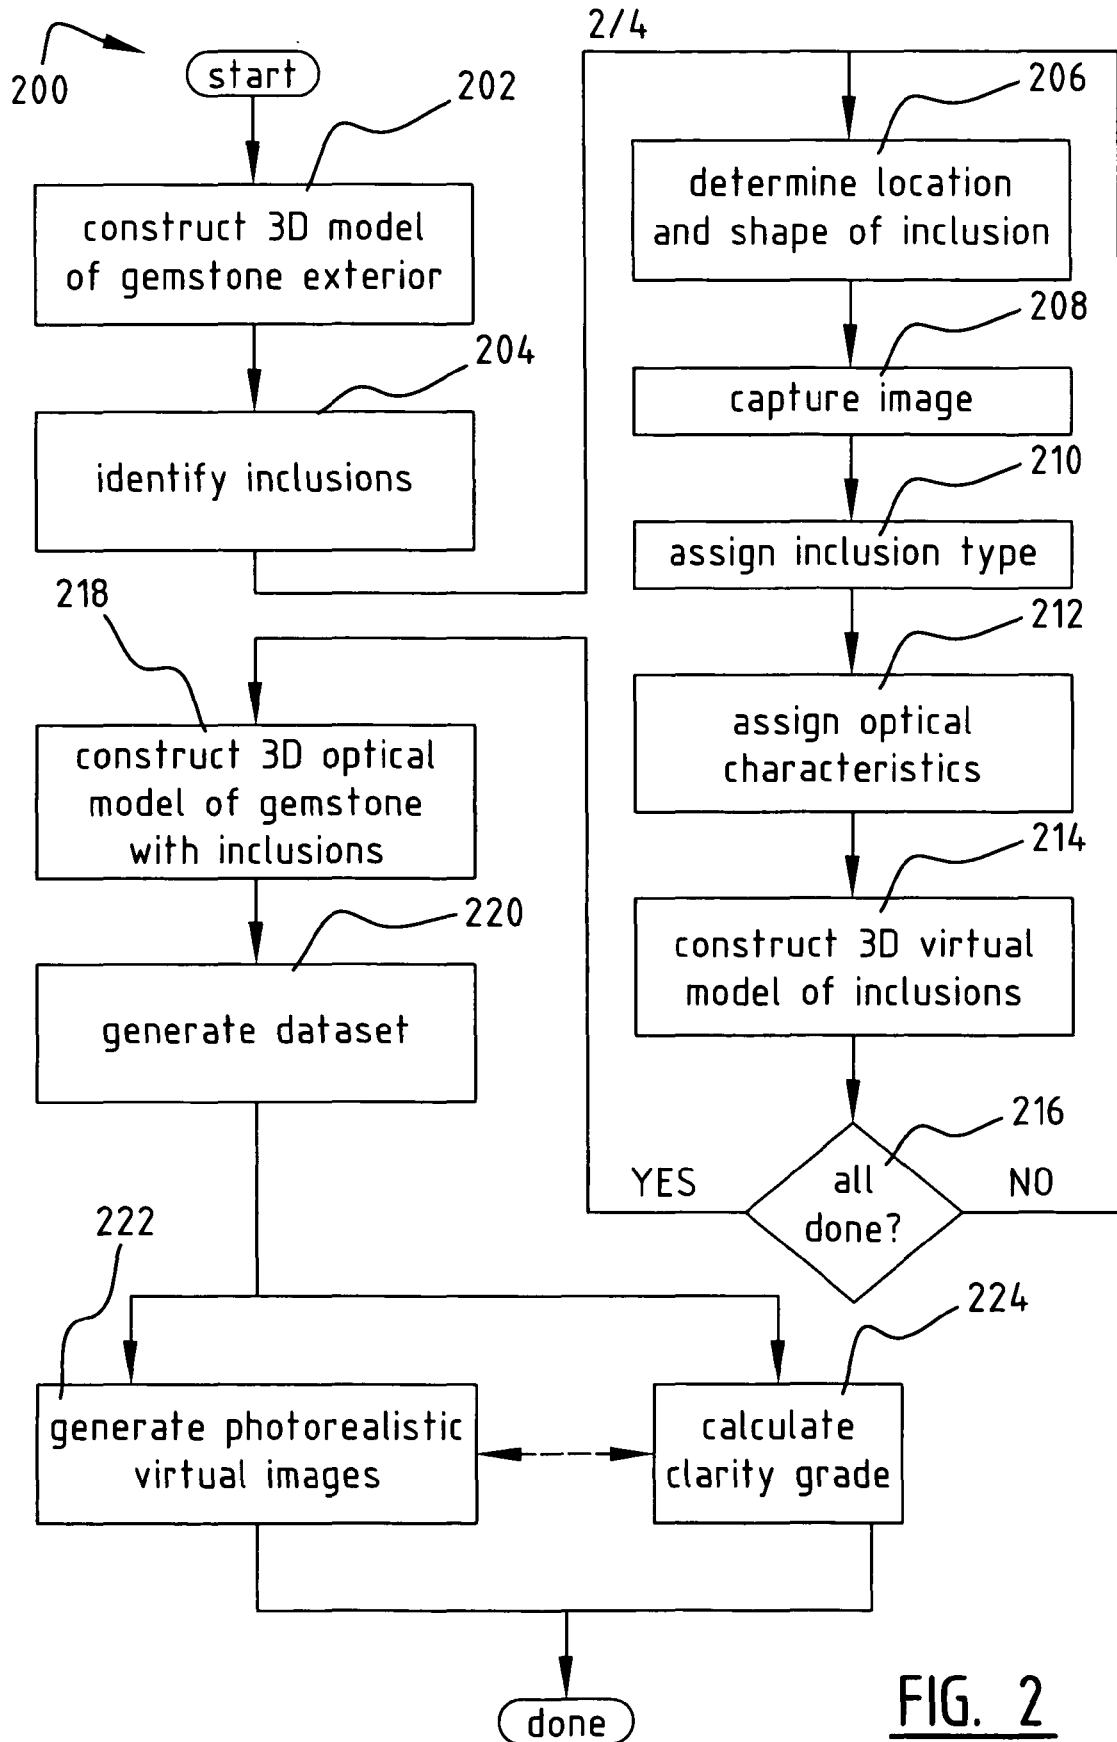 2/4
200
start
202
construct 3D model
of gemstone exterior
204
identify inclusions
206
determine location
and shape of inclusion
208
capture image
210
assign inclusion type
212
assign optical
characteristics
214
construct 3D virtual
model of inclusions
216
all
done?
YES
NO
218
construct 3D optical
model of gemstone
with inclusions
220
generate dataset
222
generate photorealistic
virtual images
224
calculate
clarity grade
done
FIG. 2